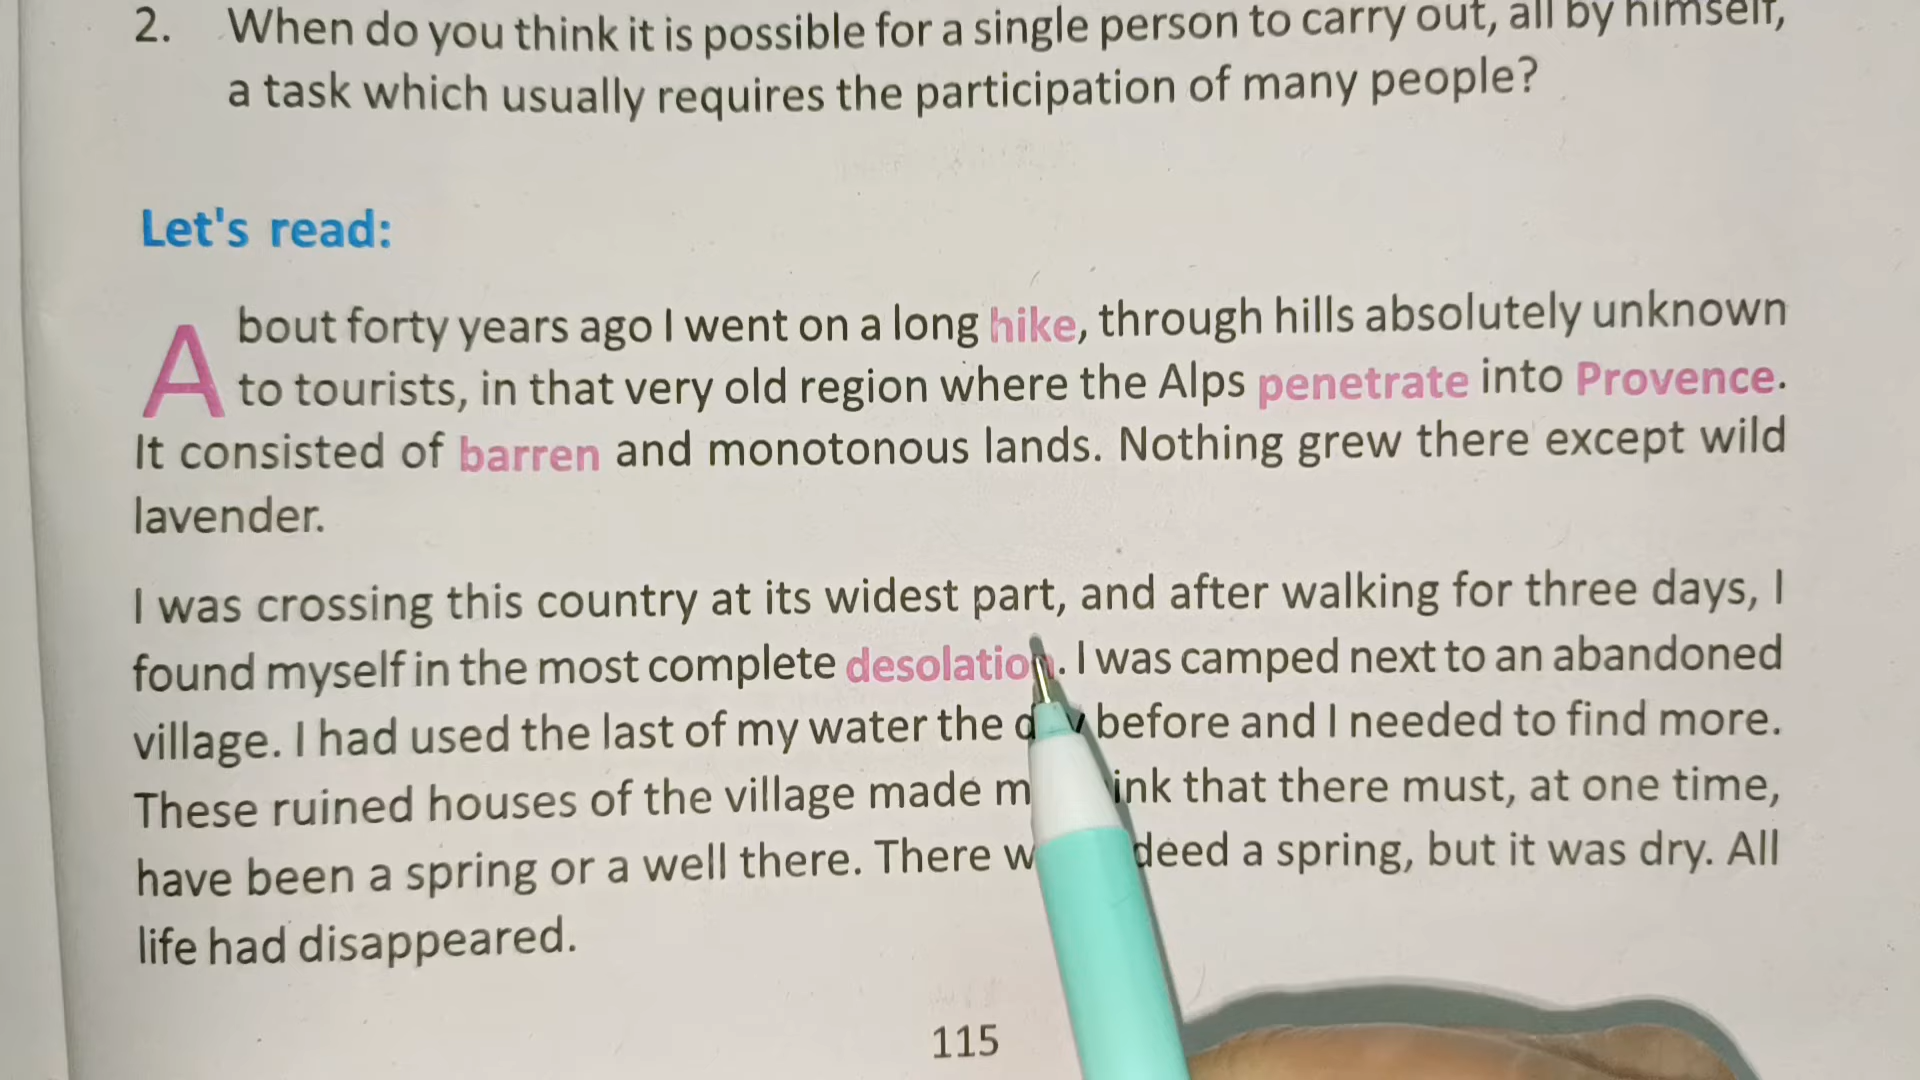 2. When do you think it is possible for a single person to carry out, all by himself,
a task which usually requires the participation of many people?
Let's read:
About forty years ago I went on a long hike, through hills absolutely unknown
to tourists, in that very old region where the Alps penetrate into Provence.
It consisted of barren and monotonous lands. Nothing grew there except wild
lavender.
I was crossing this country at its widest part, and after walking for three days, I
found myself in the most complete desolation. I was camped next to an abandoned
village. I had used the last of my water the before and I needed to find more.
These ruined houses of the village made that there must, at one time,
have been a spring or a well there. There a spring, but it was dry. All
life had disappeared.
115